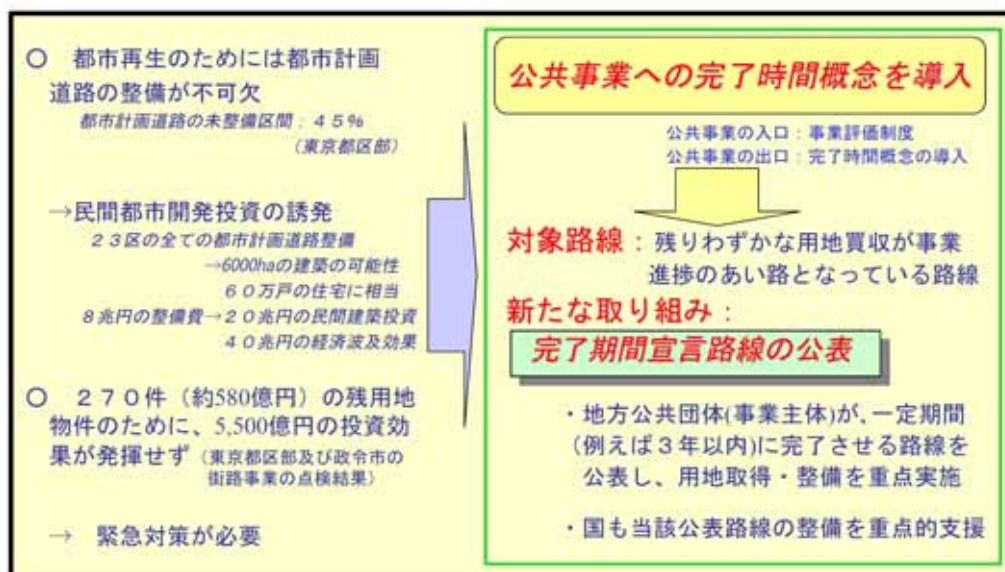 ○ 都市再生のためには都市計画
道路の整備が不可欠
都市計画道路の未整備区間:45%
(東京都区部)
→民間都市開発投資の誘発
23区の全ての都市計画道路整備
→6000haの建築の可能性
60万戸の住宅に相当
8兆円の整備費→20兆円の民間建築投資
40兆円の経済波及効果
○ 270件(約580億円)の残用地
物件のために、5,500億円の投資効
果が発揮せず(東京都区部及び政令市の
街路事業の点検結果)
→ 緊急対策が必要
公共事業への完了時間概念を導入
公共事業の入口:事業評価制度
公共事業の出口:完了時間概念の導入
対象路線:残りわずかな用地買収が事業
進捗のあい路となっている路線
新たな取り組み:
完了期間宣言路線の公表
・地方公共団体(事業主体)が、一定期間
(例えば3年以内)に完了させる路線を
公表し、用地取得・整備を重点実施
・国も当該公表路線の整備を重点的支援